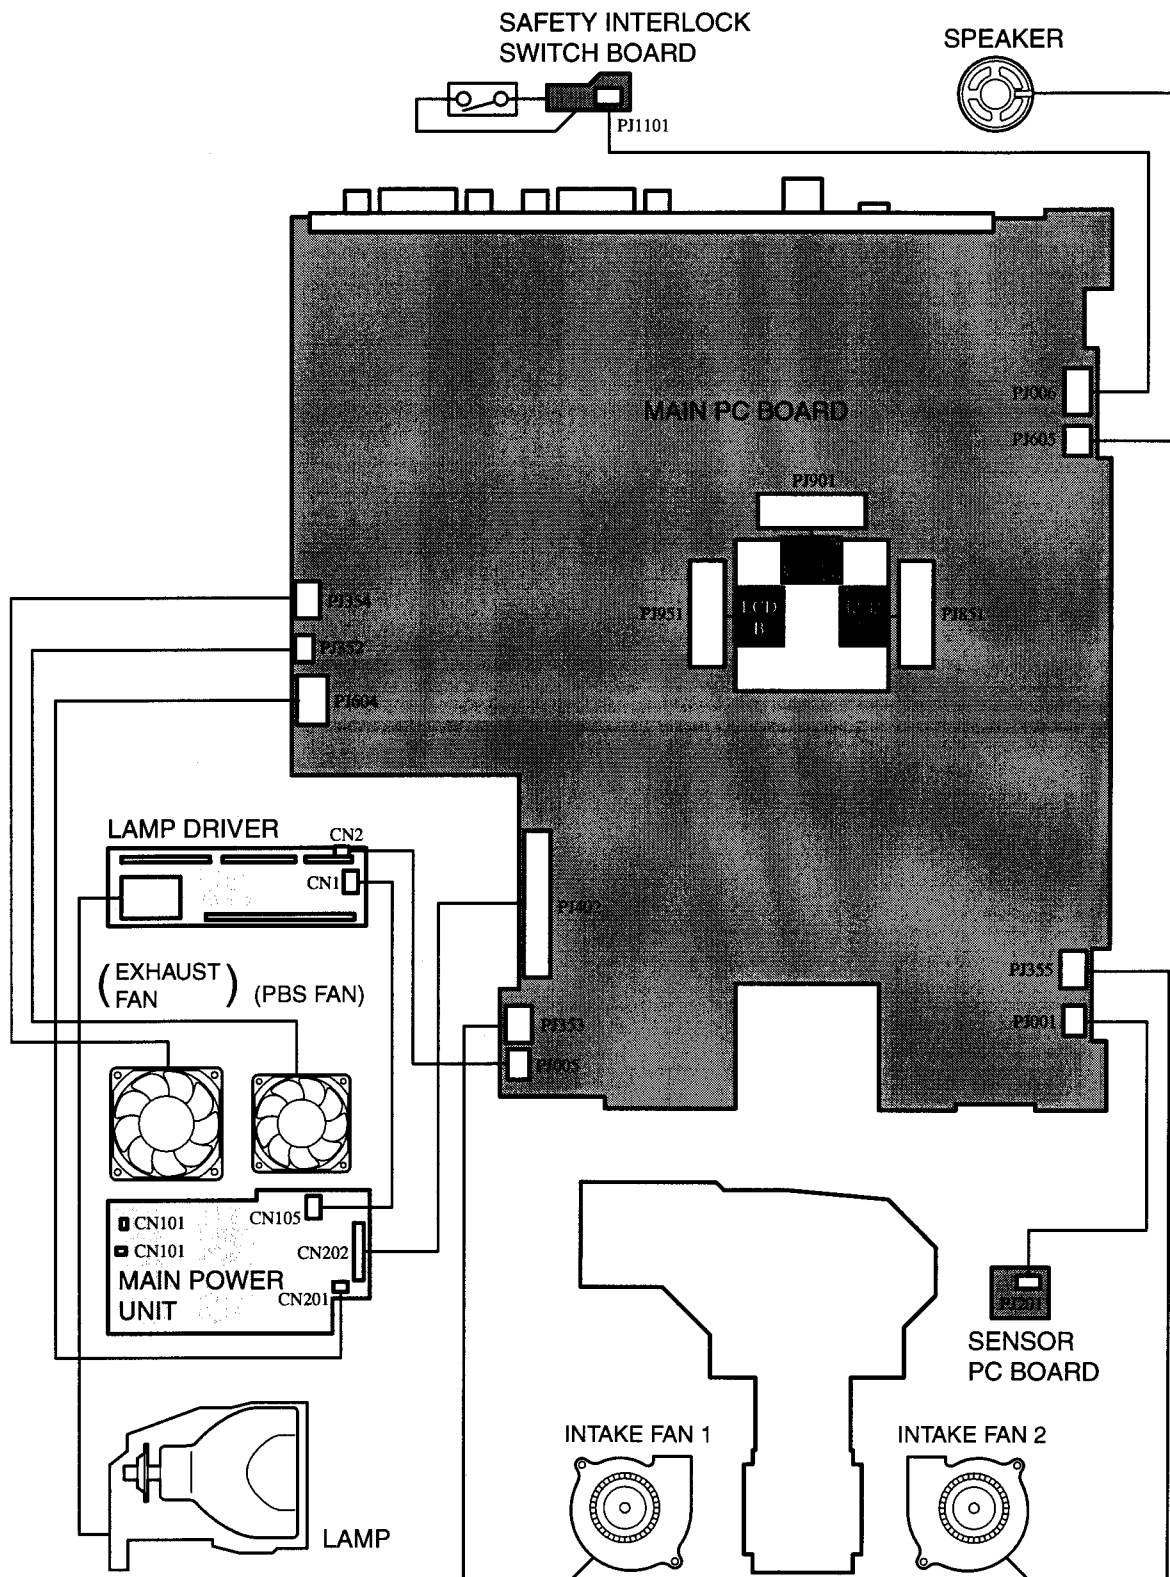 SAFETY INTERLOCK
SWITCH BOARD
SPEAKER
PJ1101
PJ006
MAIN PC BOARD
PJ605
PJ901
PJ354
PJ951
LCD
B
PJ851
PJ352
PJ604
LAMP DRIVER
CN2
CN1
PJ402
(EXHAUST
FAN)
(PBS FAN)
PJ355
PJ353
PJ001
PJ005
CN101
CN105
CN101
CN202
MAIN POWER
UNIT
CN201
PJ201
SENSOR
PC BOARD
INTAKE FAN 1
INTAKE FAN 2
LAMP